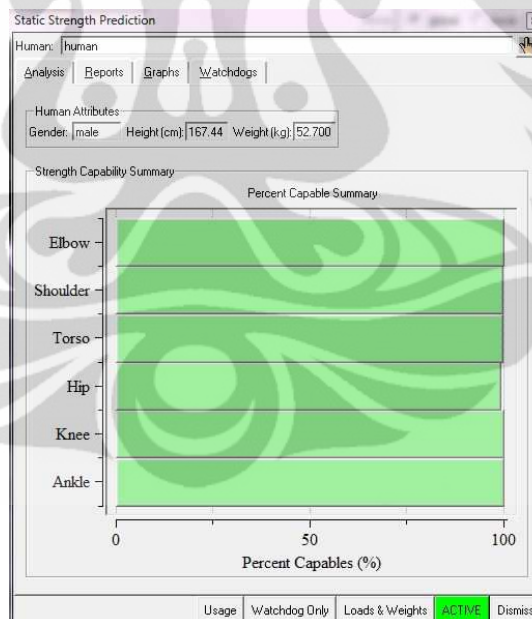 Static Strength Prediction
Human: human
Analysis Reports Graphs Watchdogs
Human Attributes
Gender: male Height (cm): 167.44 Weight (kg): 52.700
Strength Capability Summary
Percent Capable Summary
Elbow
Shoulder
Torso
Hip
Knee
Ankle
0 50 100
Percent Capables (%)
Usage Watchdog Only Loads & Weights ACTIVE Dismiss